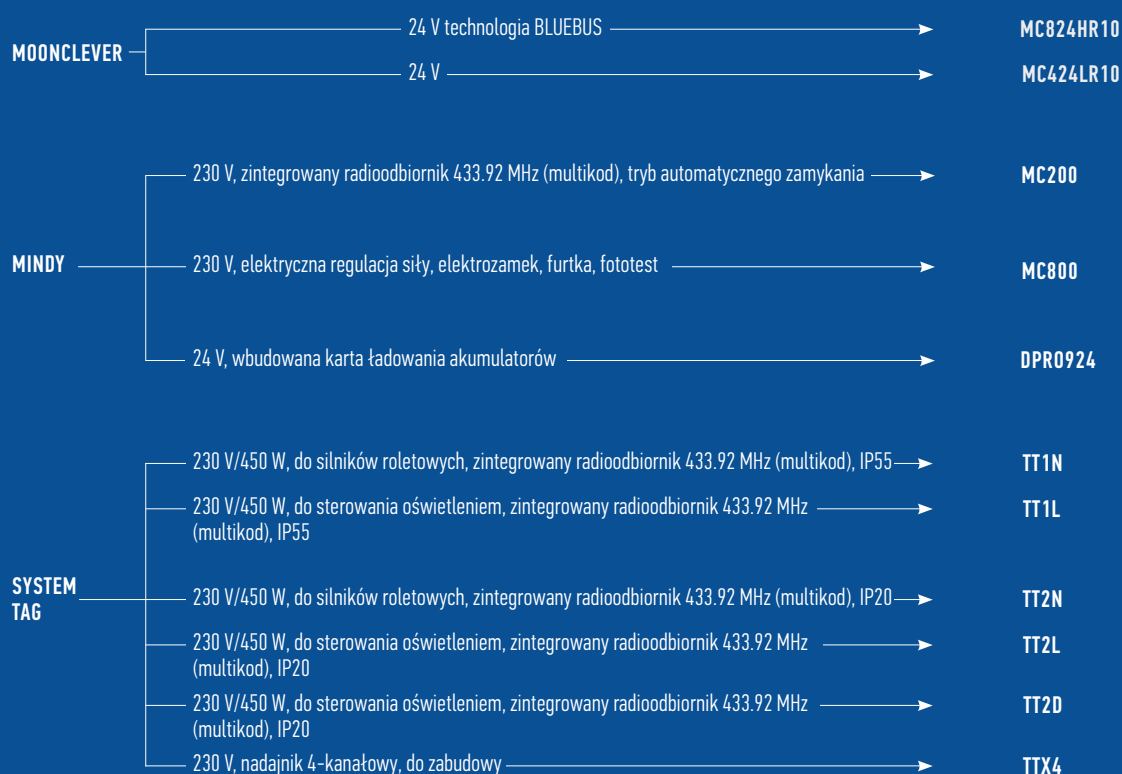 24 V technologia BLUEBUS
MC824HR10
MOONCLEVER
24 V
MC424LR10
230 V, zintegrowany radioodbiornik 433.92 MHz (multikod), tryb automatycznego zamykania
MC200
MINDY
230 V, elektryczna regulacja siły, elektrozamek, furtka, fototest
MC800
24 V, wbudowana karta ładowania akumulatorów
DPRO924
230 V/450 W, do silników roletowych, zintegrowany radioodbiornik 433.92 MHz (multikod), IP55
TT1N
230 V/450 W, do sterowania oświetleniem, zintegrowany radioodbiornik 433.92 MHz
(multikod), IP55
TT1L
SYSTEM
TAG
230 V/450 W, do silników roletowych, zintegrowany radioodbiornik 433.92 MHz (multikod), IP20
TT2N
230 V/450 W, do sterowania oświetleniem, zintegrowany radioodbiornik 433.92 MHz
(multikod), IP20
TT2L
230 V/450 W, do sterowania oświetleniem, zintegrowany radioodbiornik 433.92 MHz
(multikod), IP20
TT2D
230 V, nadajnik 4-kanałowy, do zabudowy
TTX4